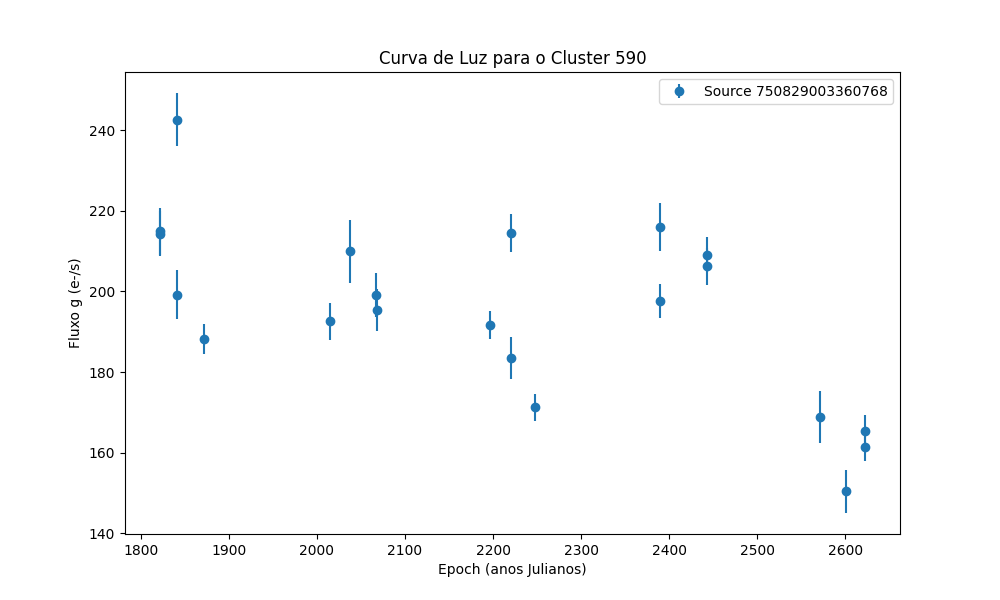 Curva de Luz para o Cluster 590
Source 750829003360768
Fluxo g (e-/s)
240
220
200
180
160
140
1800 1900 2000 2100 2200 2300 2400 2500 2600
Epoch (anos Julianos)